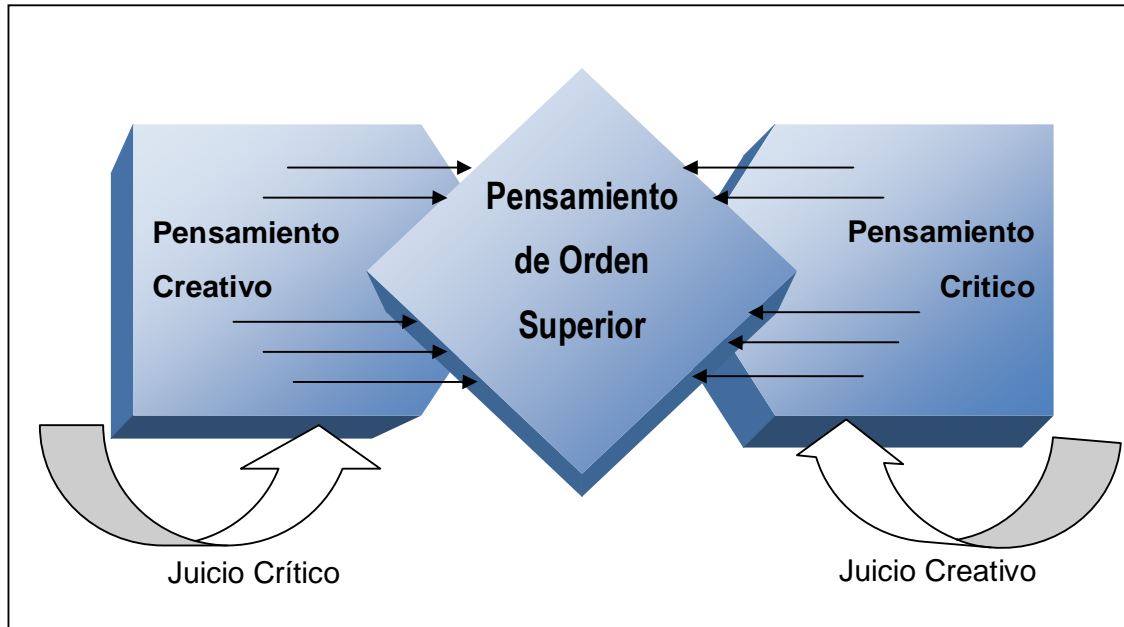 Pensamiento
Creativo
Pensamiento
de Orden
Superior
Pensamiento
Critico
Juicio Crítico
Juicio Creativo